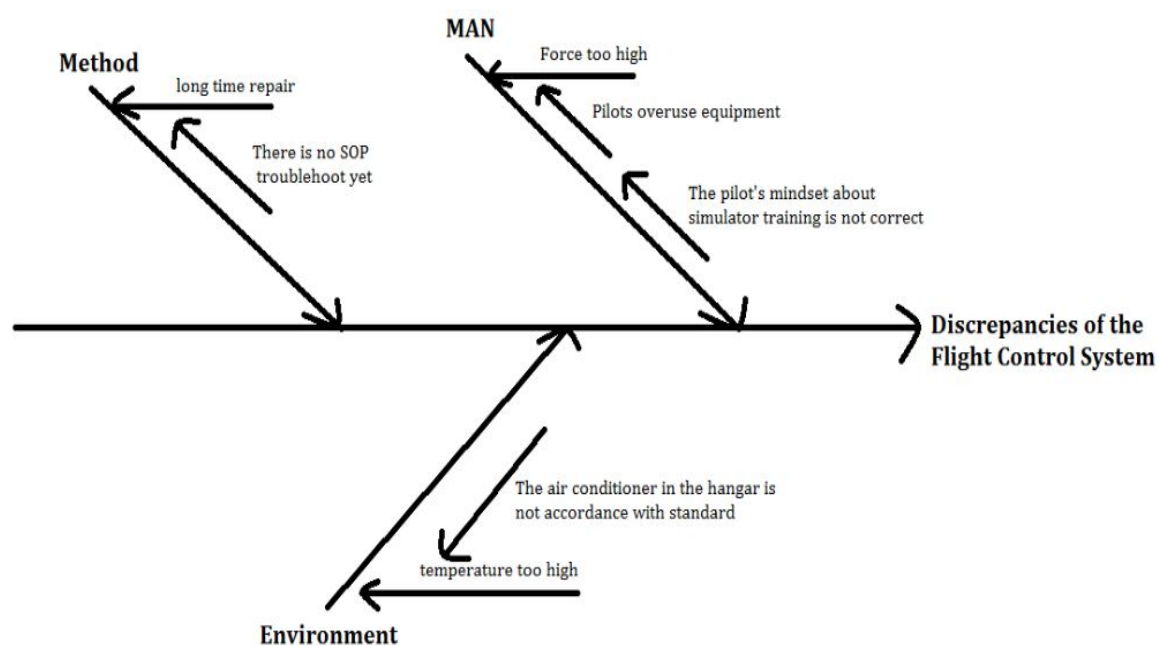 MAN
Method
Force too high
long time repair
Pilots overuse equipment
There is no SOP
troublehoot yet
The pilot's mindset about
simulator training is not correct
Discrepancies of the
Flight Control System
The air conditioner in the hangar is
not accordance with standard
temperature too high
Environment